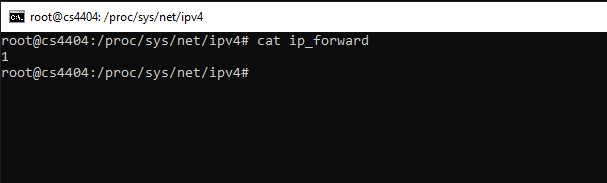 root@cs4404: /proc/sys/net/ipv4
root@cs4404:/proc/sys/net/ipv4# cat ip_forward
1
root@cs4404:/proc/sys/net/ipv4#